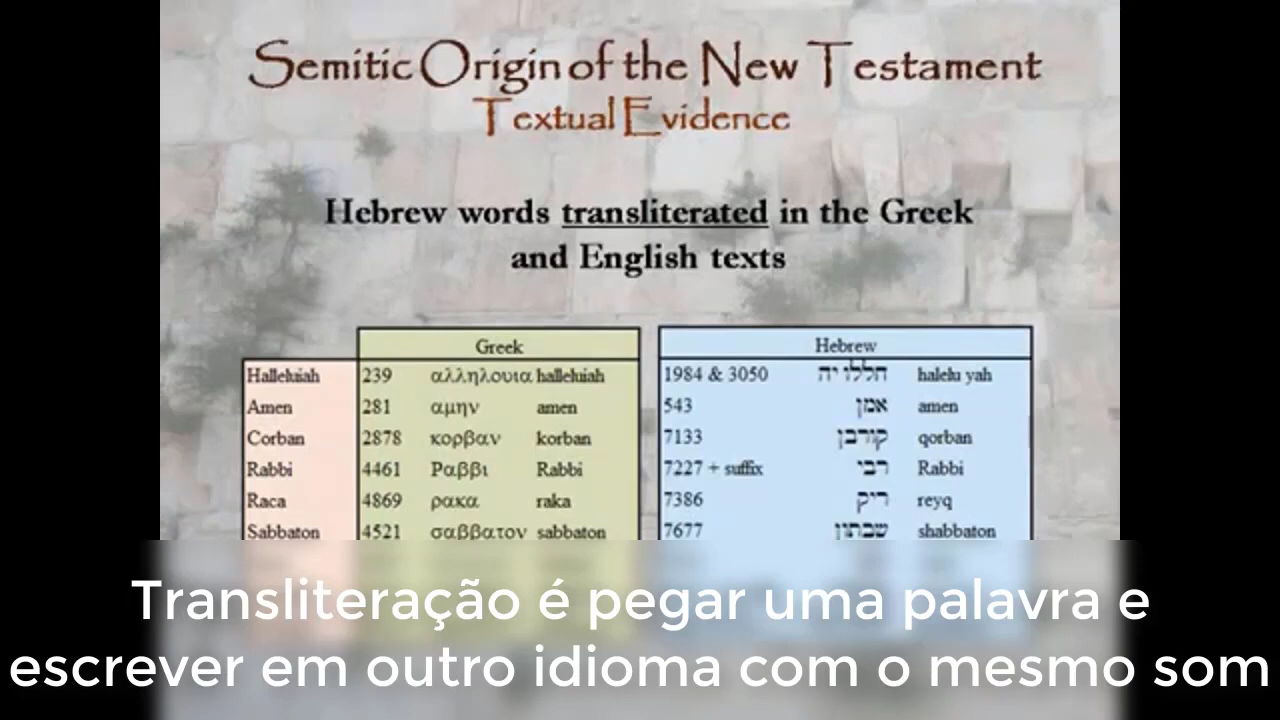 Semitic Origin of the New Testament
Textual Evidence
Hebrew words transliterated in the Greek
and English texts
Greek Hebrew
Halleluiah 239 αλληλουια halleluiah 1984 & 3050 הללו יה halelu yah
Amen 281 αμην amen 543 אמן amen
Corban 2878 κορβαν korban 7133 קורבן qorban
Rabbi 4461 Ραββι Rabbi 7227 + suffix רבי Rabbi
Raca 4869 ρακα raka 7386 ריק reyq
Sabbaton 4521 σαββατον sabbaton 7677 שבתון shabbaton
Transliteração é pegar uma palavra e
escrever em outro idioma com o mesmo som